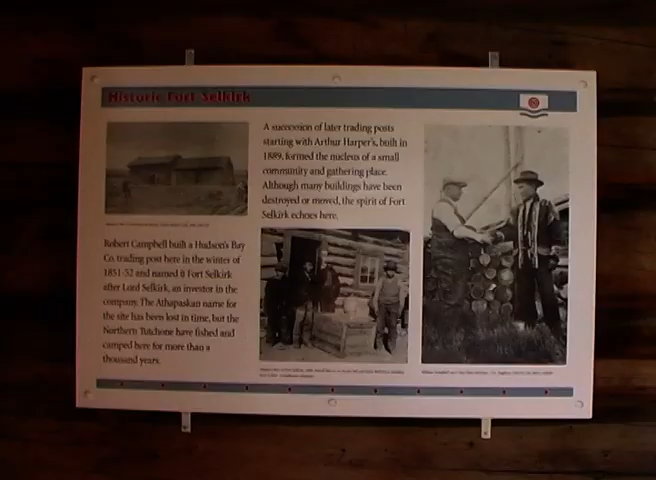 Historic Fort Selkirk
A succession of later trading posts
starting with Arthur Harper's, built in
1889, formed the nucleus of a small
community and gathering place.
Although many buildings have been
destroyed or moved, the spirit of Fort
Selkirk echoes here.
Robert Campbell built a Hudson's Bay
Co. trading post here in the winter of
1851-52 and named it Fort Selkirk
after Lord Selkirk, an investor in the
company. The Athapaskan name for
the site has been lost in time, but the
Northern Tutchone have fished and
camped here for more than a
thousand years.